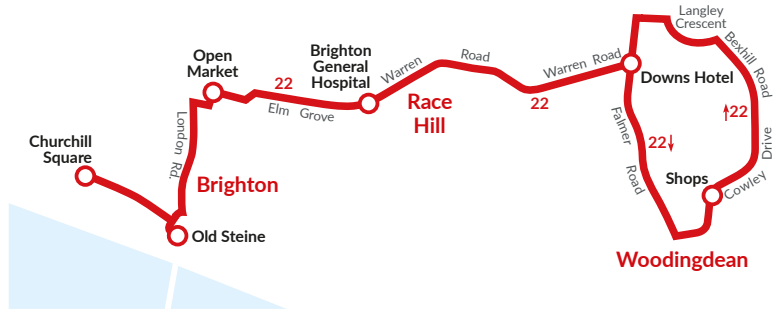 Churchill
Square
Old Steine
Brighton
London Rd.
Open
Market
22
Elm Grove
Brighton
General
Hospital
Warren Road
Race
Hill
22
Warren Road
Downs Hotel
Langley
Crescent
Bexhill Road
↑22
Falmer Road
22↓
Shops
Cowley Drive
Woodingdean